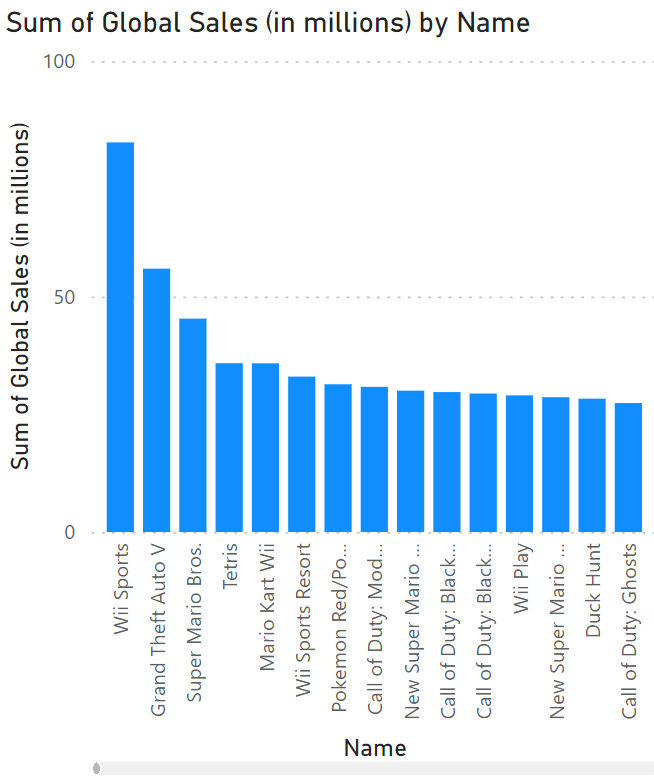 Sum of Global Sales (in millions) by Name
Sum of Global Sales (in millions)
100
50
0
Wii Sports
Grand Theft Auto V
Super Mario Bros.
Tetris
Mario Kart Wii
Wii Sports Resort
Pokemon Red/Po...
Call of Duty: Mod...
New Super Mario ...
Call of Duty: Black...
Call of Duty: Black...
Wii Play
New Super Mario ...
Duck Hunt
Call of Duty: Ghosts
Name